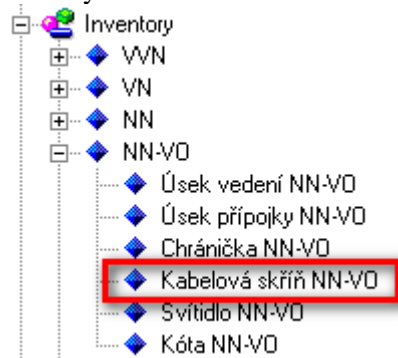 Inventory
VVN
VN
NN
NN-VO
Úsek vedení NN-VO
Úsek přípojky NN-VO
Chránička NN-VO
Kabelová skříň NN-VO
Svítidlo NN-VO
Kóta NN-VO